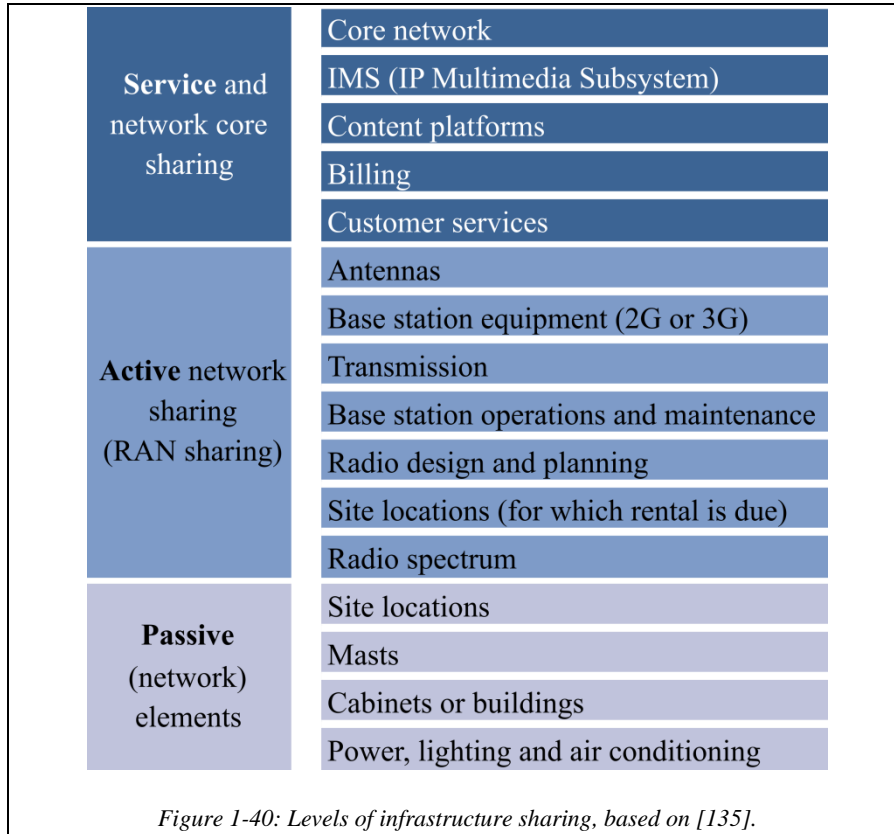 Service and
network core
sharing
Core network
IMS (IP Multimedia Subsystem)
Content platforms
Billing
Customer services
Active network
sharing
(RAN sharing)
Antennas
Base station equipment (2G or 3G)
Transmission
Base station operations and maintenance
Radio design and planning
Site locations (for which rental is due)
Radio spectrum
Passive
(network)
elements
Site locations
Masts
Cabinets or buildings
Power, lighting and air conditioning
Figure 1-40: Levels of infrastructure sharing, based on [135].